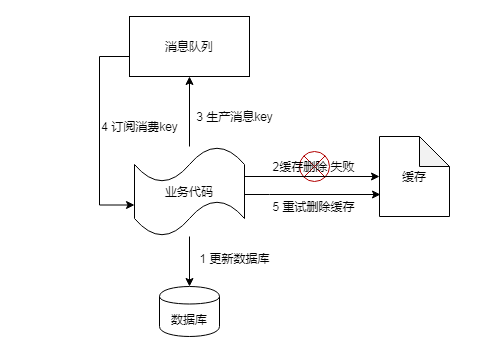 消息队列
4 订阅消费key
3 生产消息key
2缓存删除 失败
业务代码
缓存
5 重试删除缓存
1 更新数据库
数据库